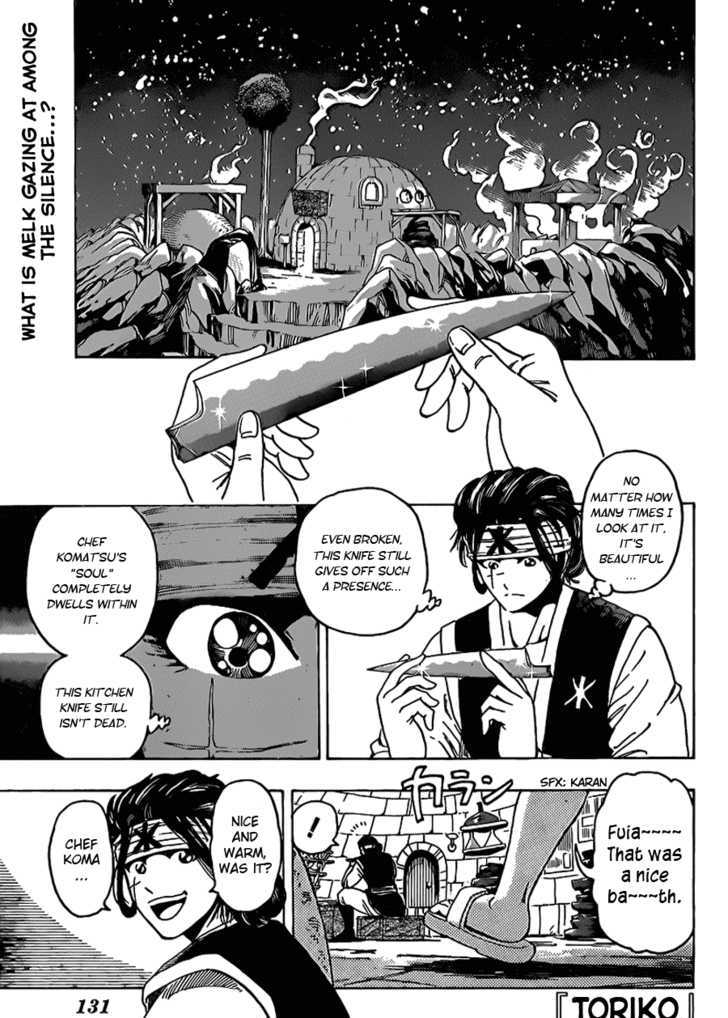 WHAT IS MELK GAZING AT AMONG
THE SILENCE....?
NO
MATTER HOW
MANY TIMES I
LOOK AT IT,
IT'S
BEAUTIFUL
...
EVEN BROKEN,
THIS KNIFE STILL
GIVES OFF SUCH
A PRESENCE...
CHEF
KOMATSU'S
"SOUL"
COMPLETELY
DWELLS WITHIN
IT.
THIS KITCHEN
KNIFE STILL
ISN'T DEAD.
カラン
SFX: KARAN
Fuia~~~~
That was
a nice
ba~~~th.
!
NICE
AND
WARM,
WAS IT?
CHEF
KOMA
...
131
『TORIKO』